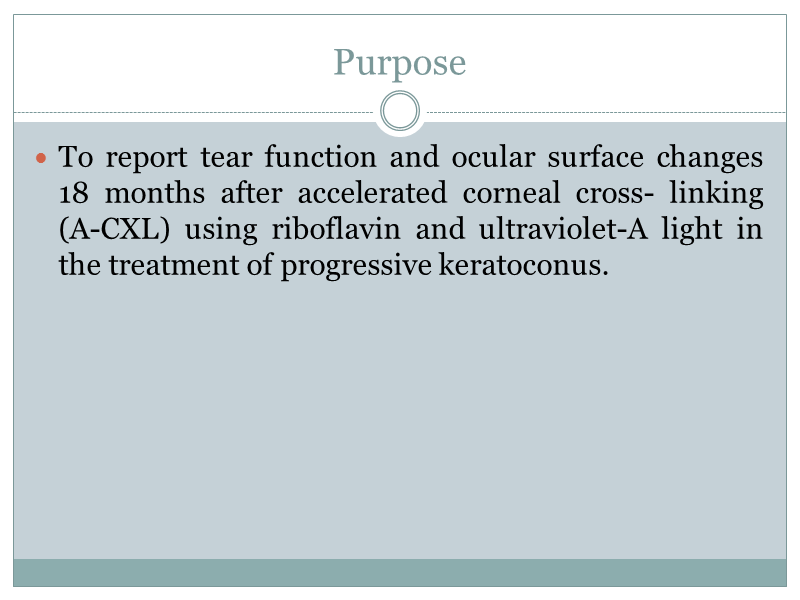 Purpose
• To report tear function and ocular surface changes
18 months after accelerated corneal cross- linking
(A-CXL) using riboflavin and ultraviolet-A light in
the treatment of progressive keratoconus.